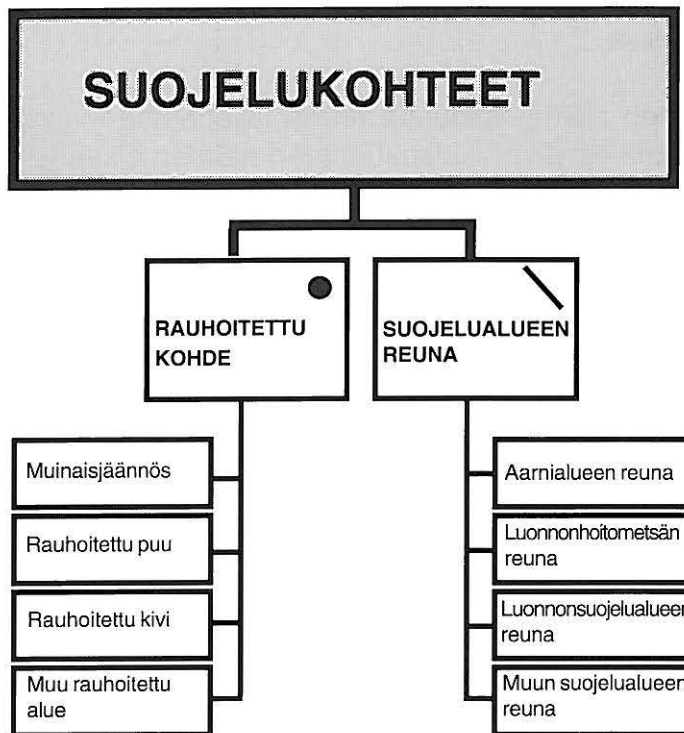 SUOJELUKOHTEET
RAUHOITETTU
KOHDE
SUOJELUALUEEN
REUNA
Muinaisjäännös
Rauhoitettu puu
Rauhoitettu kivi
Muu rauhoitettu
alue
Aarnialueen reuna
Luonnonhoitometsän
reuna
Luonnonsuojelualueen
reuna
Muun suojelualueen
reuna